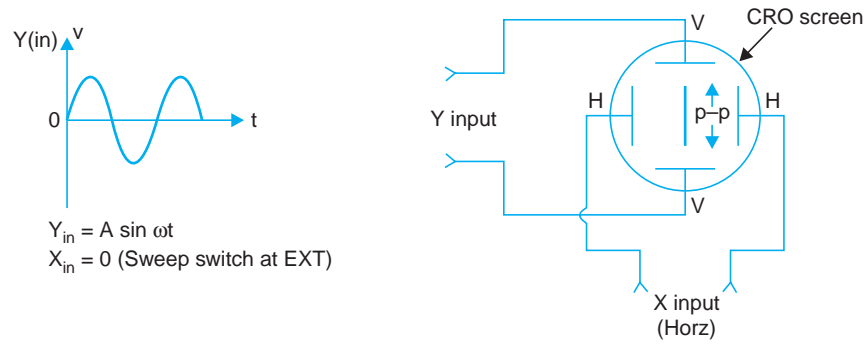 Y(in)
v
0
t
Y_in = A sin ωt
X_in = 0 (Sweep switch at EXT)
CRO screen
V
H
H
p–p
Y input
V
X input
(Horz)